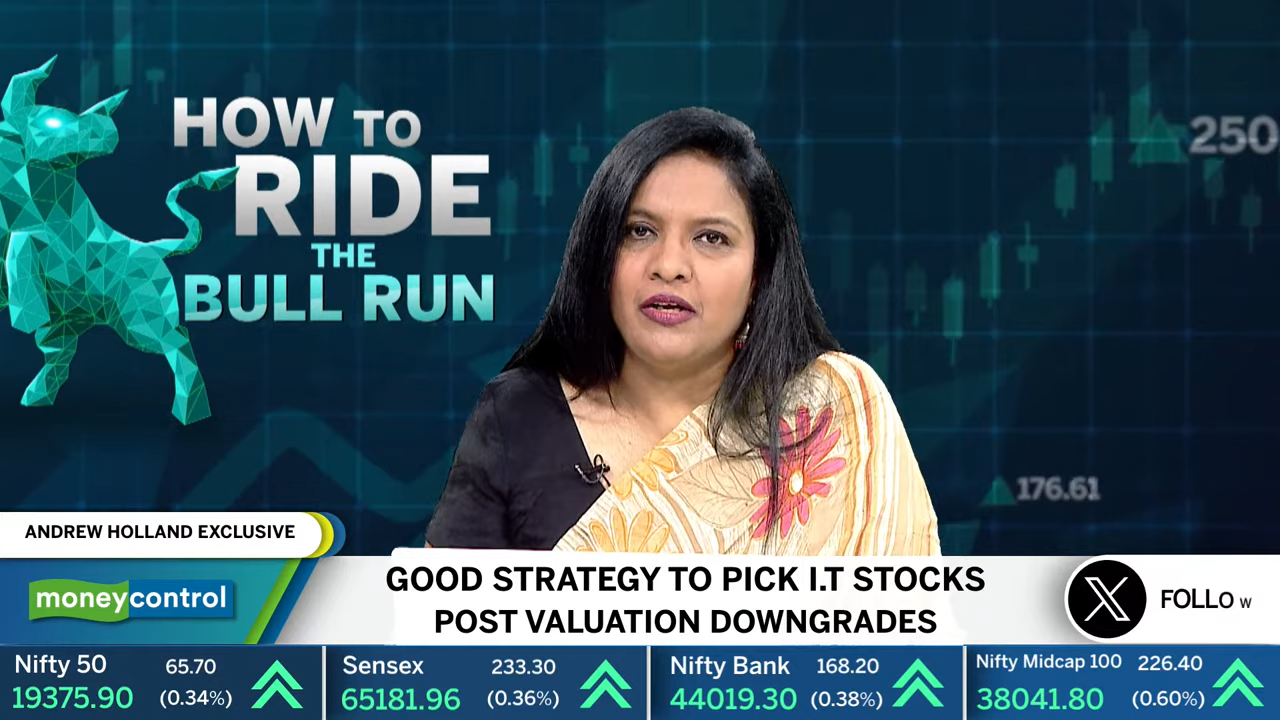 HOW TO
RIDE
THE
BULL RUN
250
176.61
ANDREW HOLLAND EXCLUSIVE
moneycontrol
GOOD STRATEGY TO PICK I.T STOCKS
POST VALUATION DOWNGRADES
X
FOLLOW
Nifty 50 65.70
19375.90 (0.34%)
Sensex 233.30
65181.96 (0.36%)
Nifty Bank 168.20
44019.30 (0.38%)
Nifty Midcap 100 226.40
38041.80 (0.60%)